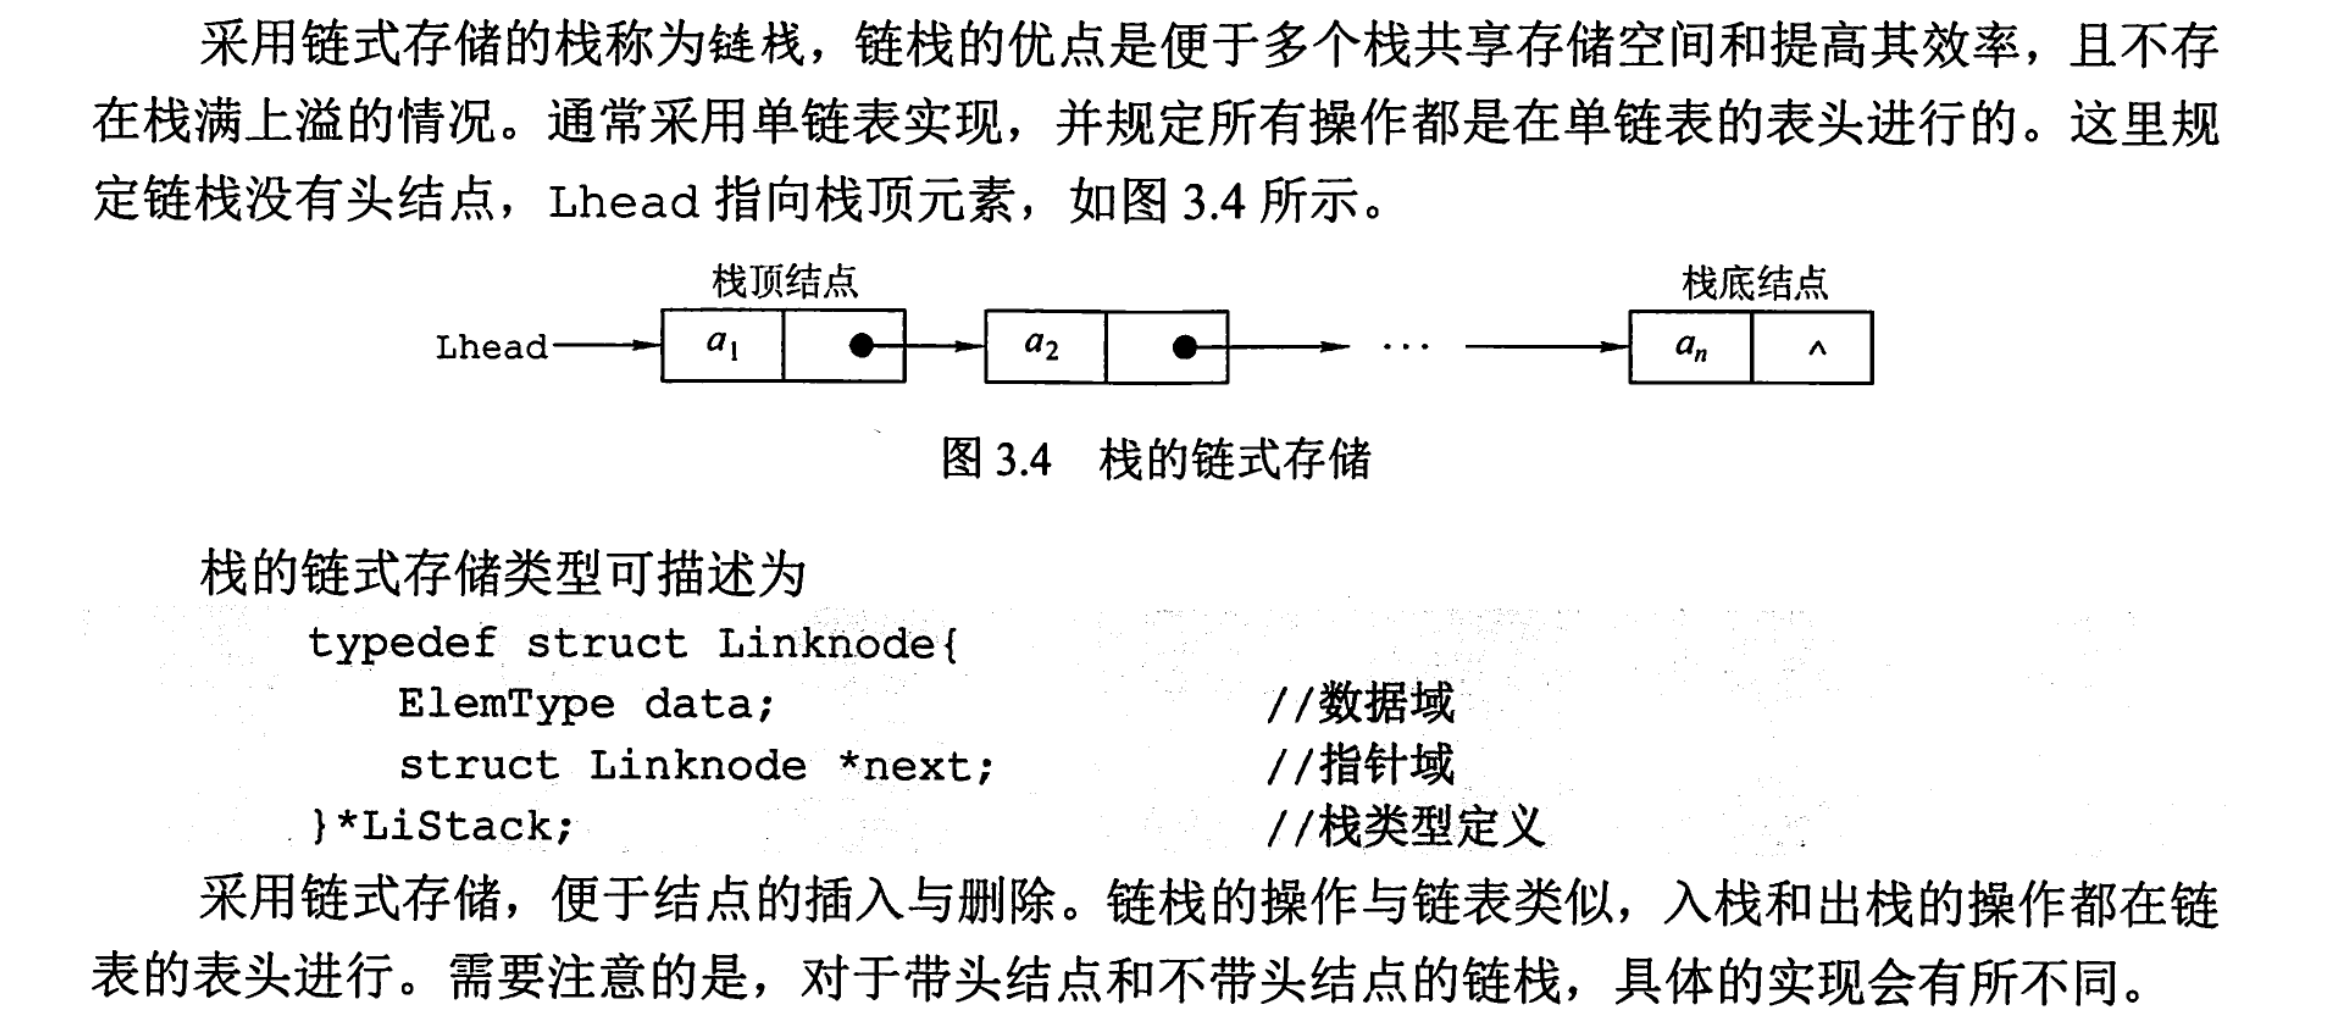 采用链式存储的栈称为链栈，链栈的优点是便于多个栈共享存储空间和提高其效率，且不存
在栈满上溢的情况。通常采用单链表实现，并规定所有操作都是在单链表的表头进行的。这里规
定链栈没有头结点，Lhead 指向栈顶元素，如图 3.4 所示。
栈顶结点 栈底结点
Lhead a1 a2 ··· an ^
图 3.4 栈的链式存储
栈的链式存储类型可描述为
typedef struct Linknode{
ElemType data; //数据域
struct Linknode *next; //指针域
}*LiStack; //栈类型定义
采用链式存储，便于结点的插入与删除。链栈的操作与链表类似，入栈和出栈的操作都在链
表的表头进行。需要注意的是，对于带头结点和不带头结点的链栈，具体的实现会有所不同。